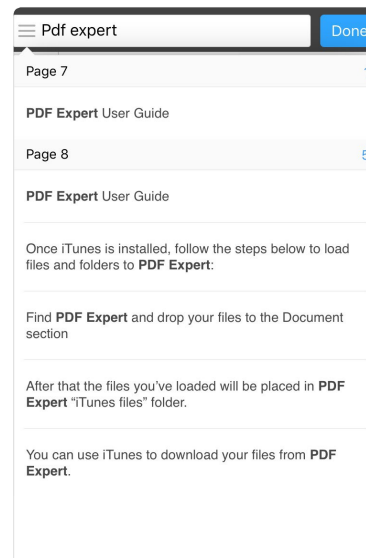 Pdf expert
Done
Page 7
PDF Expert User Guide
Page 8
5
PDF Expert User Guide
Once iTunes is installed, follow the steps below to load
files and folders to PDF Expert:
Find PDF Expert and drop your files to the Document
section
After that the files you’ve loaded will be placed in PDF
Expert “iTunes files” folder.
You can use iTunes to download your files from PDF
Expert.